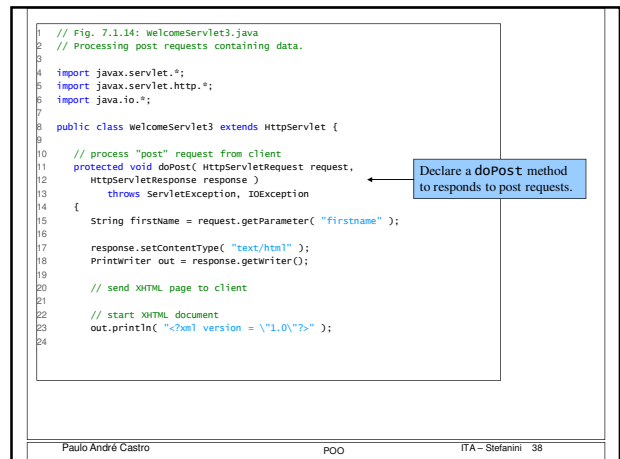 1 // Fig. 7.1.14: WelcomeServlet3.java
2 // Processing post requests containing data.
3
4 import javax.servlet.*;
5 import javax.servlet.http.*;
6 import java.io.*;
7
8 public class WelcomeServlet3 extends HttpServlet {
9
10 // process "post" request from client
11 protected void doPost( HttpServletRequest request,
12 HttpServletResponse response )
13 throws ServletException, IOException
14 {
15 String firstName = request.getParameter( "firstname" );
16
17 response.setContentType( "text/html" );
18 PrintWriter out = response.getWriter();
19
20 // send XHTML page to client
21
22 // start XHTML document
23 out.println( "<?xml version = \"1.0\"?>" );
24
Declare a doPost method
to responds to post requests.
Paulo André Castro POO ITA – Stefanini 38